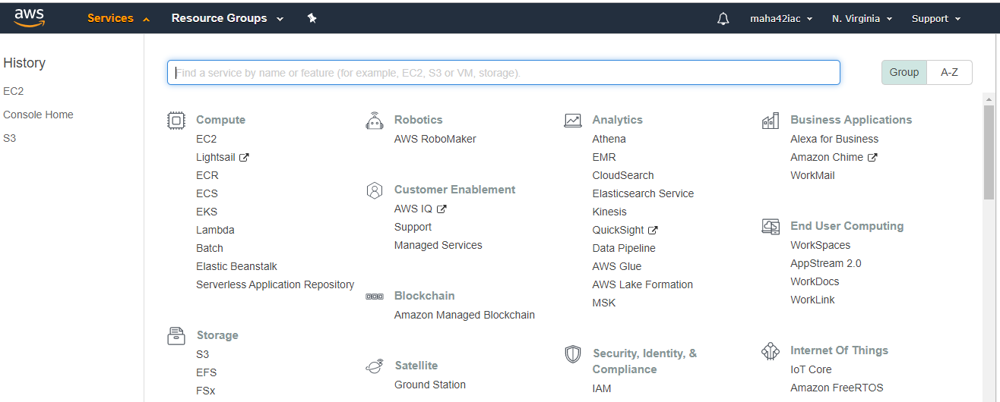 aws
Services
Resource Groups
maha42iac
N. Virginia
Support
History
EC2
Console Home
S3
Find a service by name or feature (for example, EC2, S3 or VM, storage).
Group
A-Z
Compute
EC2
Lightsail
ECR
ECS
EKS
Lambda
Batch
Elastic Beanstalk
Serverless Application Repository
Storage
S3
EFS
FSx
Robotics
AWS RoboMaker
Customer Enablement
AWS IQ
Support
Managed Services
Blockchain
Amazon Managed Blockchain
Satellite
Ground Station
Analytics
Athena
EMR
CloudSearch
Elasticsearch Service
Kinesis
QuickSight
Data Pipeline
AWS Glue
AWS Lake Formation
MSK
Security, Identity, &
Compliance
IAM
Business Applications
Alexa for Business
Amazon Chime
WorkMail
End User Computing
WorkSpaces
AppStream 2.0
WorkDocs
WorkLink
Internet Of Things
IoT Core
Amazon FreeRTOS